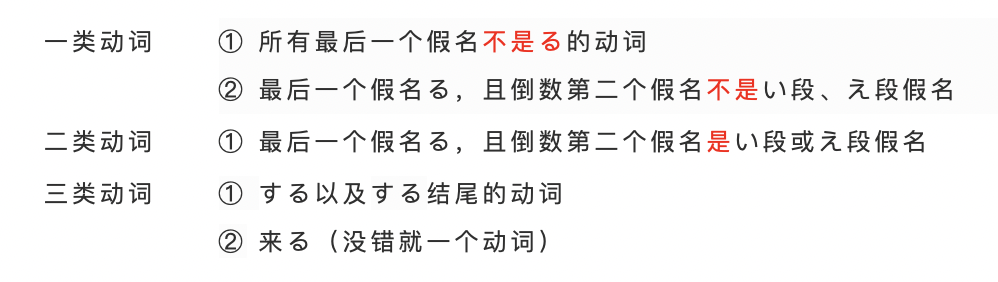 一类动词 ① 所有最后一个假名不是る的动词
② 最后一个假名る，且倒数第二个假名不是い段、え段假名
二类动词 ① 最后一个假名る，且倒数第二个假名是い段或え段假名
三类动词 ① する以及する结尾的动词
② 来る（没错就一个动词）